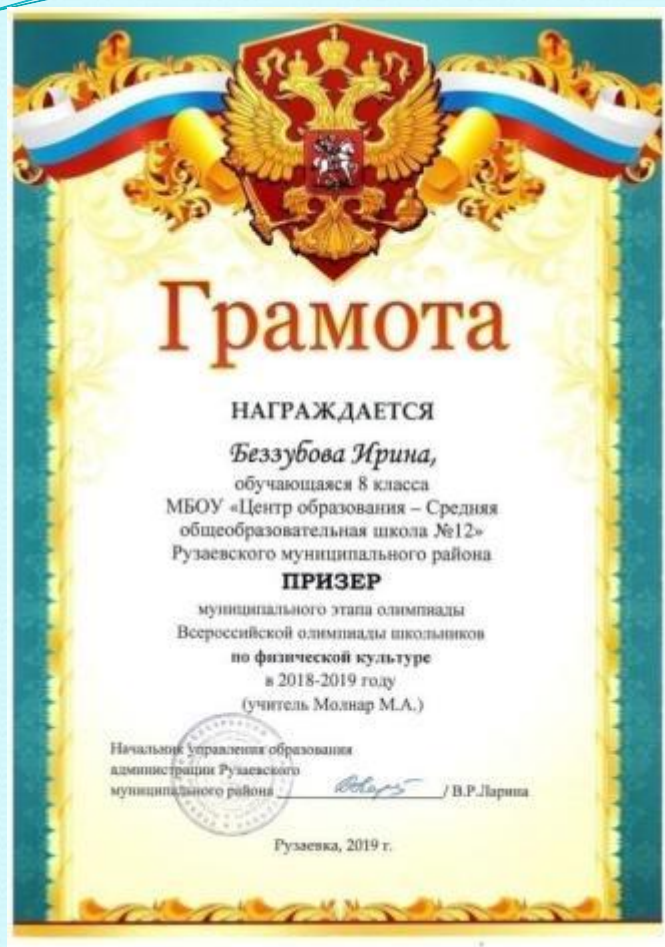 Грамота
НАГРАЖДАЕТСЯ
Беззубова Ирина,
обучающаяся 8 класса
МБОУ «Центр образования – Средняя
общеобразовательная школа №12»
Рузаевского муниципального района
ПРИЗЕР
муниципального этапа олимпиады
Всероссийской олимпиады школьников
по физической культуре
в 2018-2019 году
(учитель Молнар М.А.)
Начальник управления образования
администрации Рузаевского
муниципального района / В.Р.Ларина
Рузаевка, 2019 г.